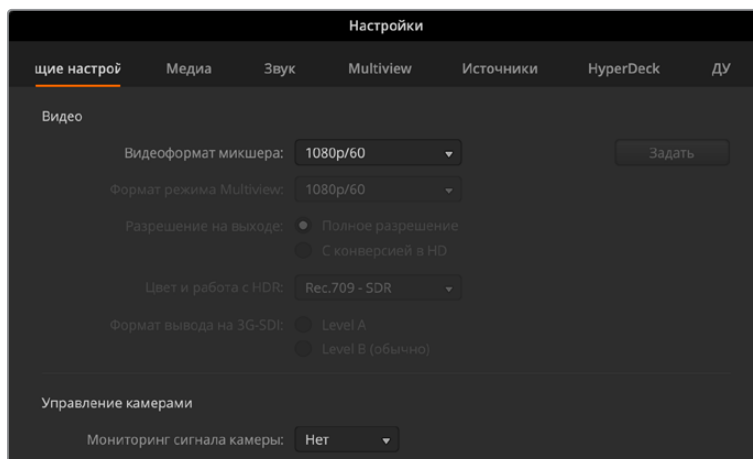 Настройки
щие настрой Медиа Звук Multiview Источники HyperDeck ДУ
Видео
Видеоформат микшера: 1080p/60 Задать
Формат режима Multiview: 1080p/60
Разрешение на выходе: Полное разрешение
С конверсией в HD
Цвет и работа с HDR: Rec.709 - SDR
Формат вывода на 3G-SDI: Level A
Level B (обычно)
Управление камерами
Мониторинг сигнала камеры: Нет